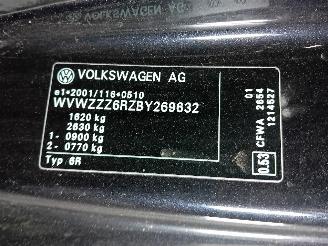 VOLKSWAGEN AG
e1*2001/116*0510
WVWZZZ6RZBY269832
1620 kg
2630 kg
1- 0900 kg
2- 0770 kg
Typ 6R
01
CFWA 2654
1214527
0.53